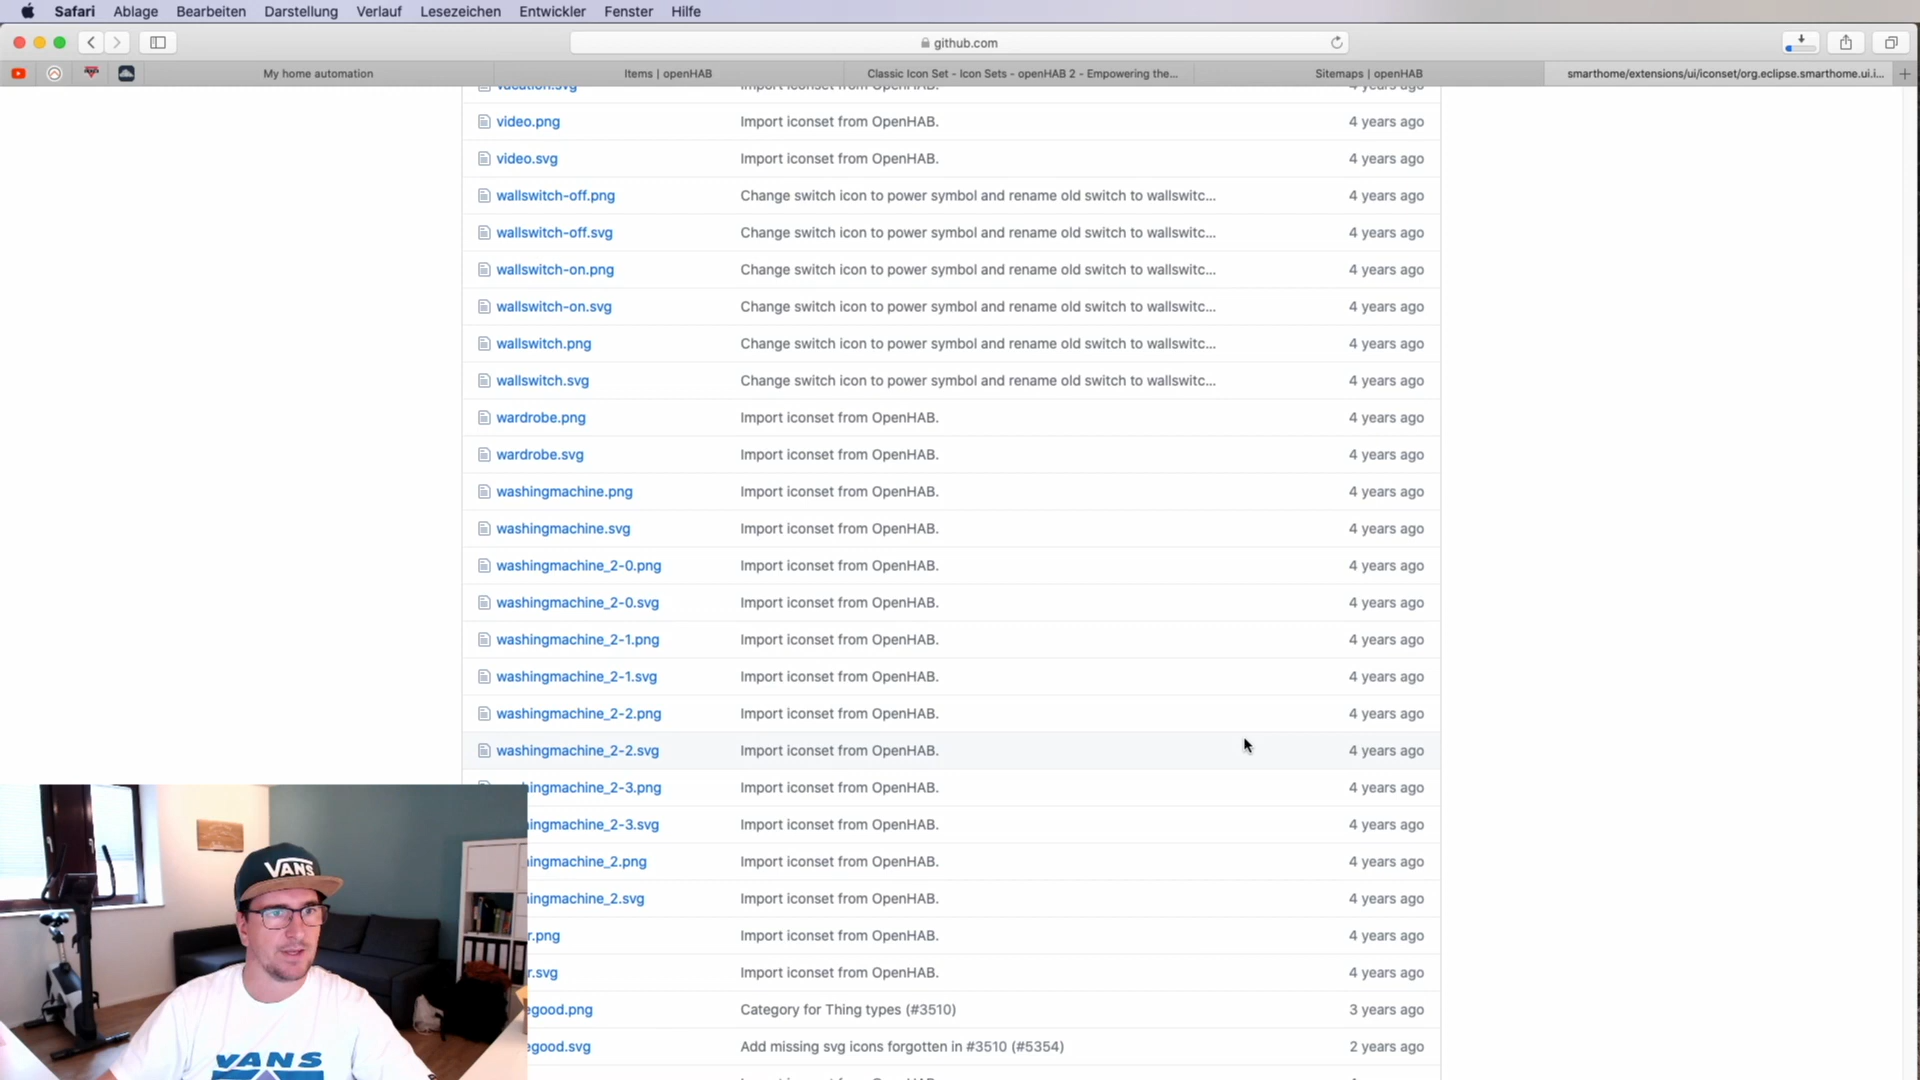 Safari Ablage Bearbeiten Darstellung Verlauf Lesezeichen Entwickler Fenster Hilfe
github.com
My home automation
Items | openHAB
Classic Icon Set - Icon Sets - openHAB 2 - Empowering the...
Sitemaps | openHAB
smarthome/extensions/ui/iconset/org.eclipse.smarthome.ui.i...
vacation.svg Import iconset from OpenHAB. 4 years ago
video.png Import iconset from OpenHAB. 4 years ago
video.svg Import iconset from OpenHAB. 4 years ago
wallswitch-off.png Change switch icon to power symbol and rename old switch to wallswitc... 4 years ago
wallswitch-off.svg Change switch icon to power symbol and rename old switch to wallswitc... 4 years ago
wallswitch-on.png Change switch icon to power symbol and rename old switch to wallswitc... 4 years ago
wallswitch-on.svg Change switch icon to power symbol and rename old switch to wallswitc... 4 years ago
wallswitch.png Change switch icon to power symbol and rename old switch to wallswitc... 4 years ago
wallswitch.svg Change switch icon to power symbol and rename old switch to wallswitc... 4 years ago
wardrobe.png Import iconset from OpenHAB. 4 years ago
wardrobe.svg Import iconset from OpenHAB. 4 years ago
washingmachine.png Import iconset from OpenHAB. 4 years ago
washingmachine.svg Import iconset from OpenHAB. 4 years ago
washingmachine_2-0.png Import iconset from OpenHAB. 4 years ago
washingmachine_2-0.svg Import iconset from OpenHAB. 4 years ago
washingmachine_2-1.png Import iconset from OpenHAB. 4 years ago
washingmachine_2-1.svg Import iconset from OpenHAB. 4 years ago
washingmachine_2-2.png Import iconset from OpenHAB. 4 years ago
washingmachine_2-2.svg Import iconset from OpenHAB. 4 years ago
ingmachine_2-3.png Import iconset from OpenHAB. 4 years ago
ingmachine_2-3.svg Import iconset from OpenHAB. 4 years ago
ingmachine_2.png Import iconset from OpenHAB. 4 years ago
ingmachine_2.svg Import iconset from OpenHAB. 4 years ago
r.png Import iconset from OpenHAB. 4 years ago
r.svg Import iconset from OpenHAB. 4 years ago
egood.png Category for Thing types (#3510) 3 years ago
egood.svg Add missing svg icons forgotten in #3510 (#5354) 2 years ago
VANS
VANS